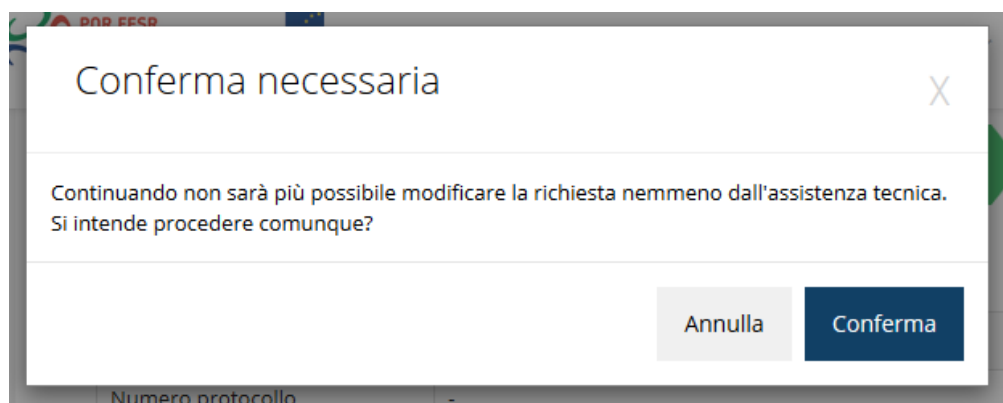 POR FESR
Conferma necessaria
X
Continuando non sarà più possibile modificare la richiesta nemmeno dall'assistenza tecnica.
Si intende procedere comunque?
Annulla
Conferma
Numero protocollo
-